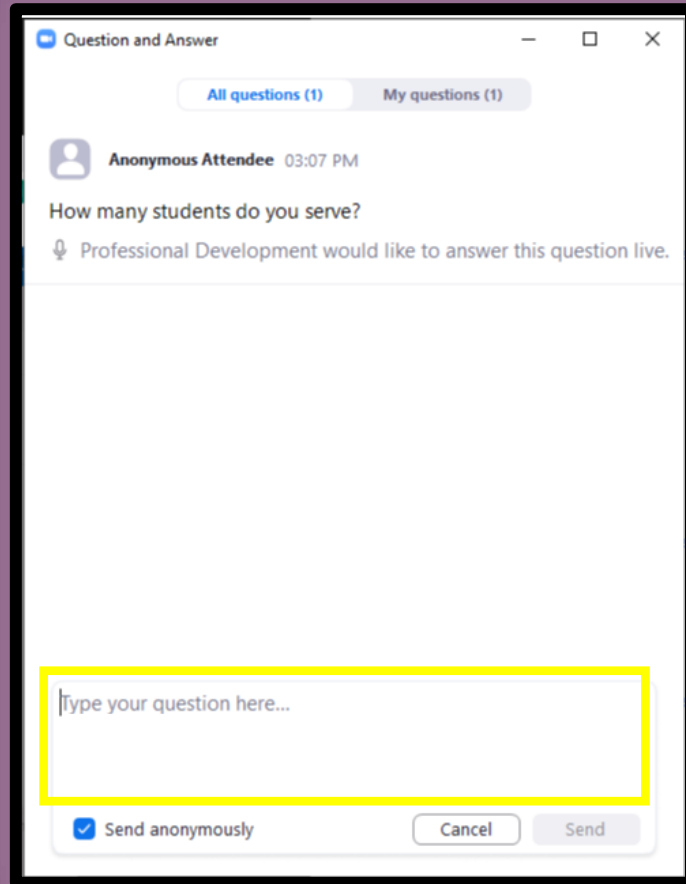 Question and Answer
All questions (1) My questions (1)
Anonymous Attendee 03:07 PM
How many students do you serve?
Professional Development would like to answer this question live.
Type your question here...
Send anonymously Cancel Send